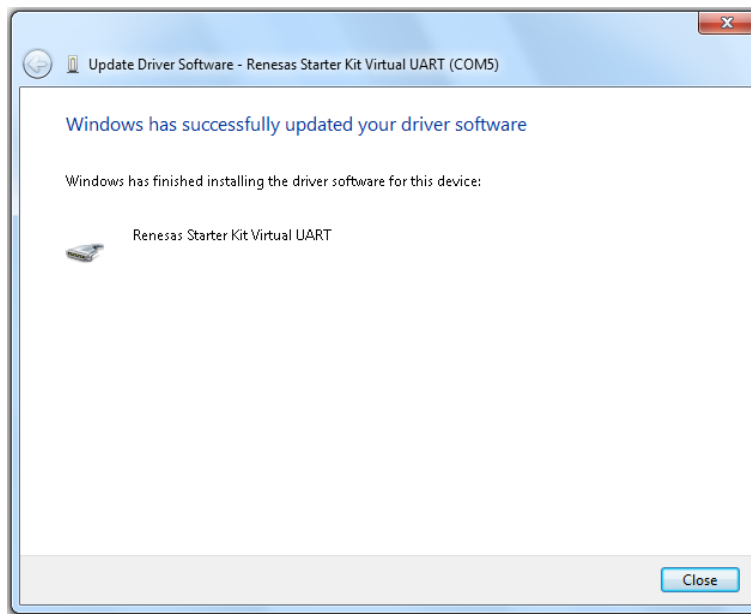 Update Driver Software - Renesas Starter Kit Virtual UART (COM5)
Windows has successfully updated your driver software
Windows has finished installing the driver software for this device:
Renesas Starter Kit Virtual UART
Close